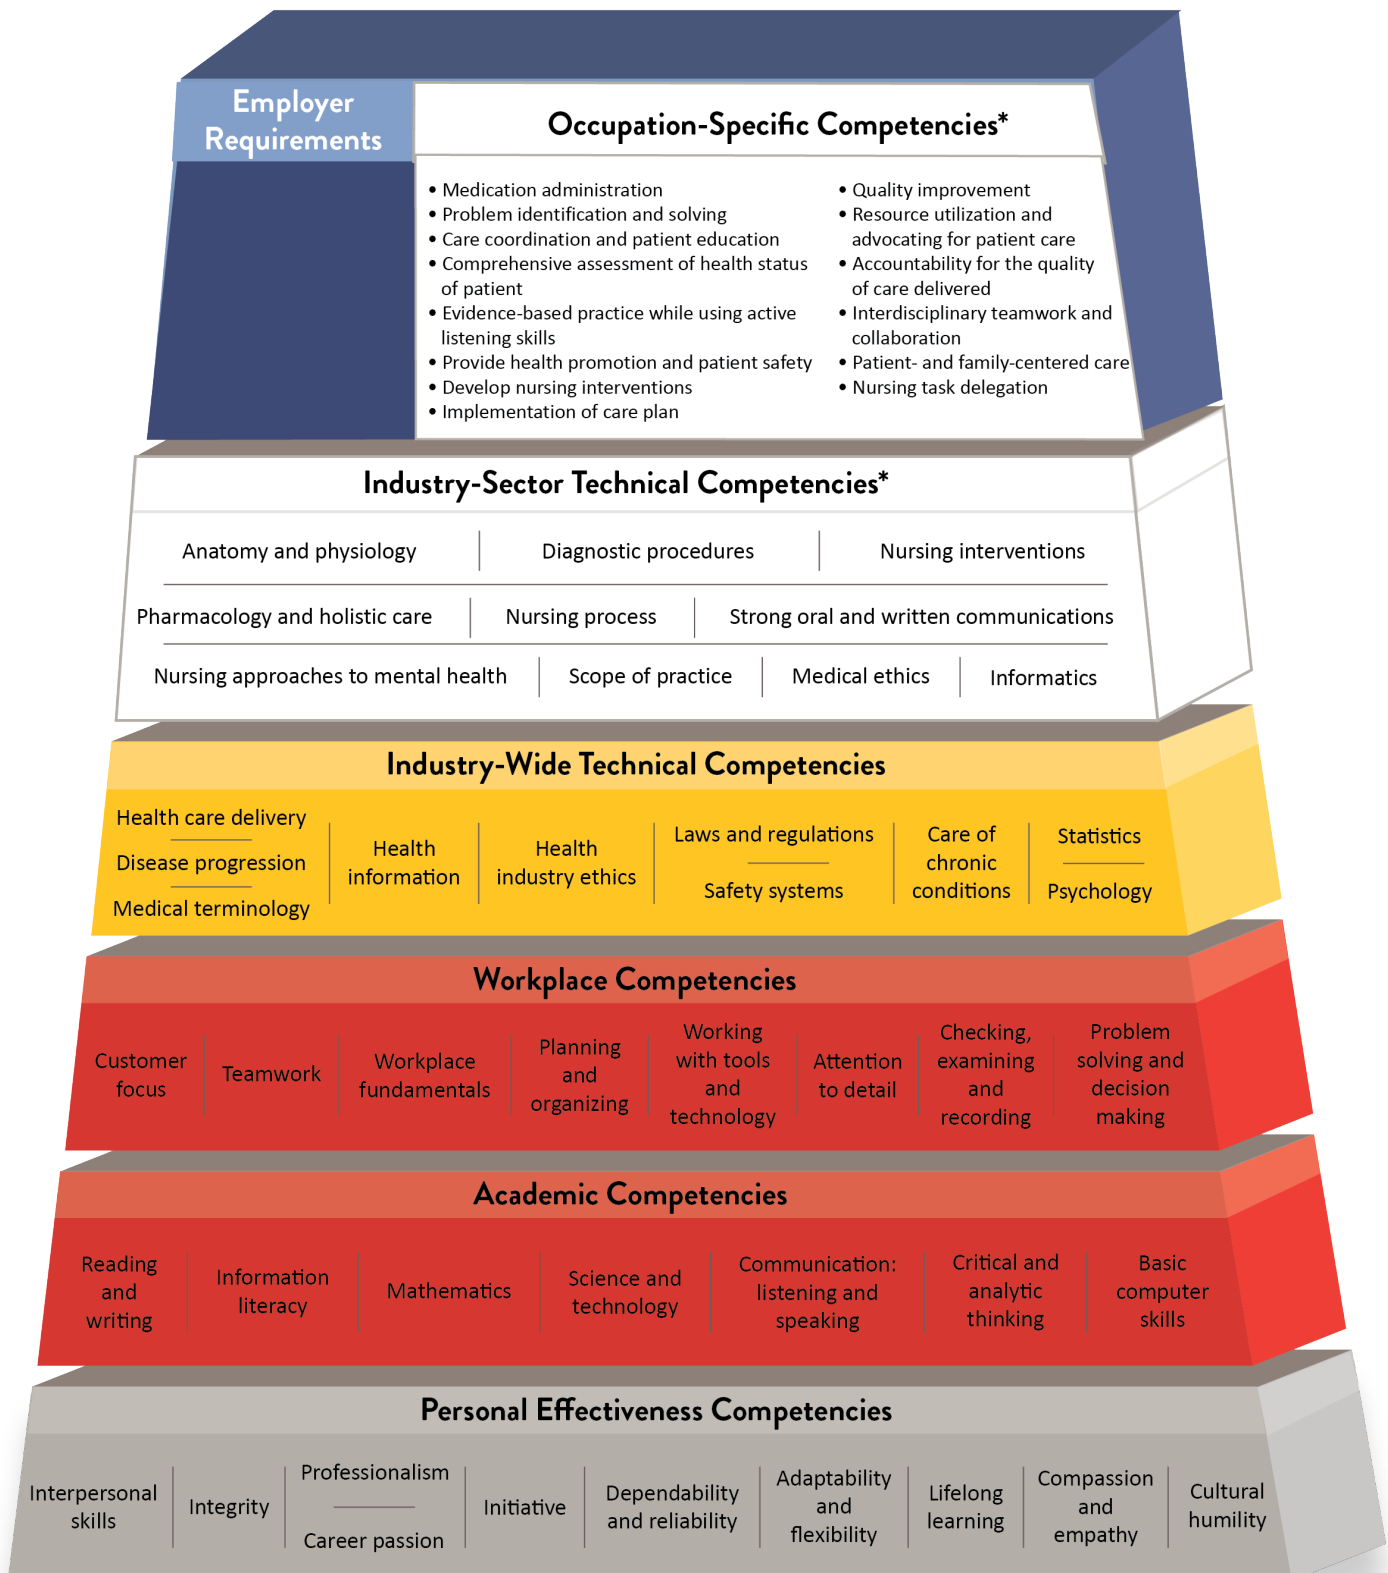 Employer
Requirements
Occupation-Specific Competencies*
• Medication administration
• Problem identification and solving
• Care coordination and patient education
• Comprehensive assessment of health status
of patient
• Evidence-based practice while using active
listening skills
• Provide health promotion and patient safety
• Develop nursing interventions
• Implementation of care plan
• Quality improvement
• Resource utilization and
advocating for patient care
• Accountability for the quality
of care delivered
• Interdisciplinary teamwork and
collaboration
• Patient- and family-centered care
• Nursing task delegation
Industry-Sector Technical Competencies*
Anatomy and physiology
Diagnostic procedures
Nursing interventions
Pharmacology and holistic care
Nursing process
Strong oral and written communications
Nursing approaches to mental health
Scope of practice
Medical ethics
Informatics
Industry-Wide Technical Competencies
Health care delivery
Disease progression
Medical terminology
Health
information
Health
industry ethics
Laws and regulations
Safety systems
Care of
chronic
conditions
Statistics
Psychology
Workplace Competencies
Customer
focus
Teamwork
Workplace
fundamentals
Planning
and
organizing
Working
with tools
and
technology
Attention
to detail
Checking,
examining
and
recording
Problem
solving and
decision
making
Academic Competencies
Reading
and
writing
Information
literacy
Mathematics
Science and
technology
Communication:
listening and
speaking
Critical and
analytic
thinking
Basic
computer
skills
Personal Effectiveness Competencies
Interpersonal
skills
Integrity
Professionalism
Career passion
Initiative
Dependability
and reliability
Adaptability
and
flexibility
Lifelong
learning
Compassion
and
empathy
Cultural
humility